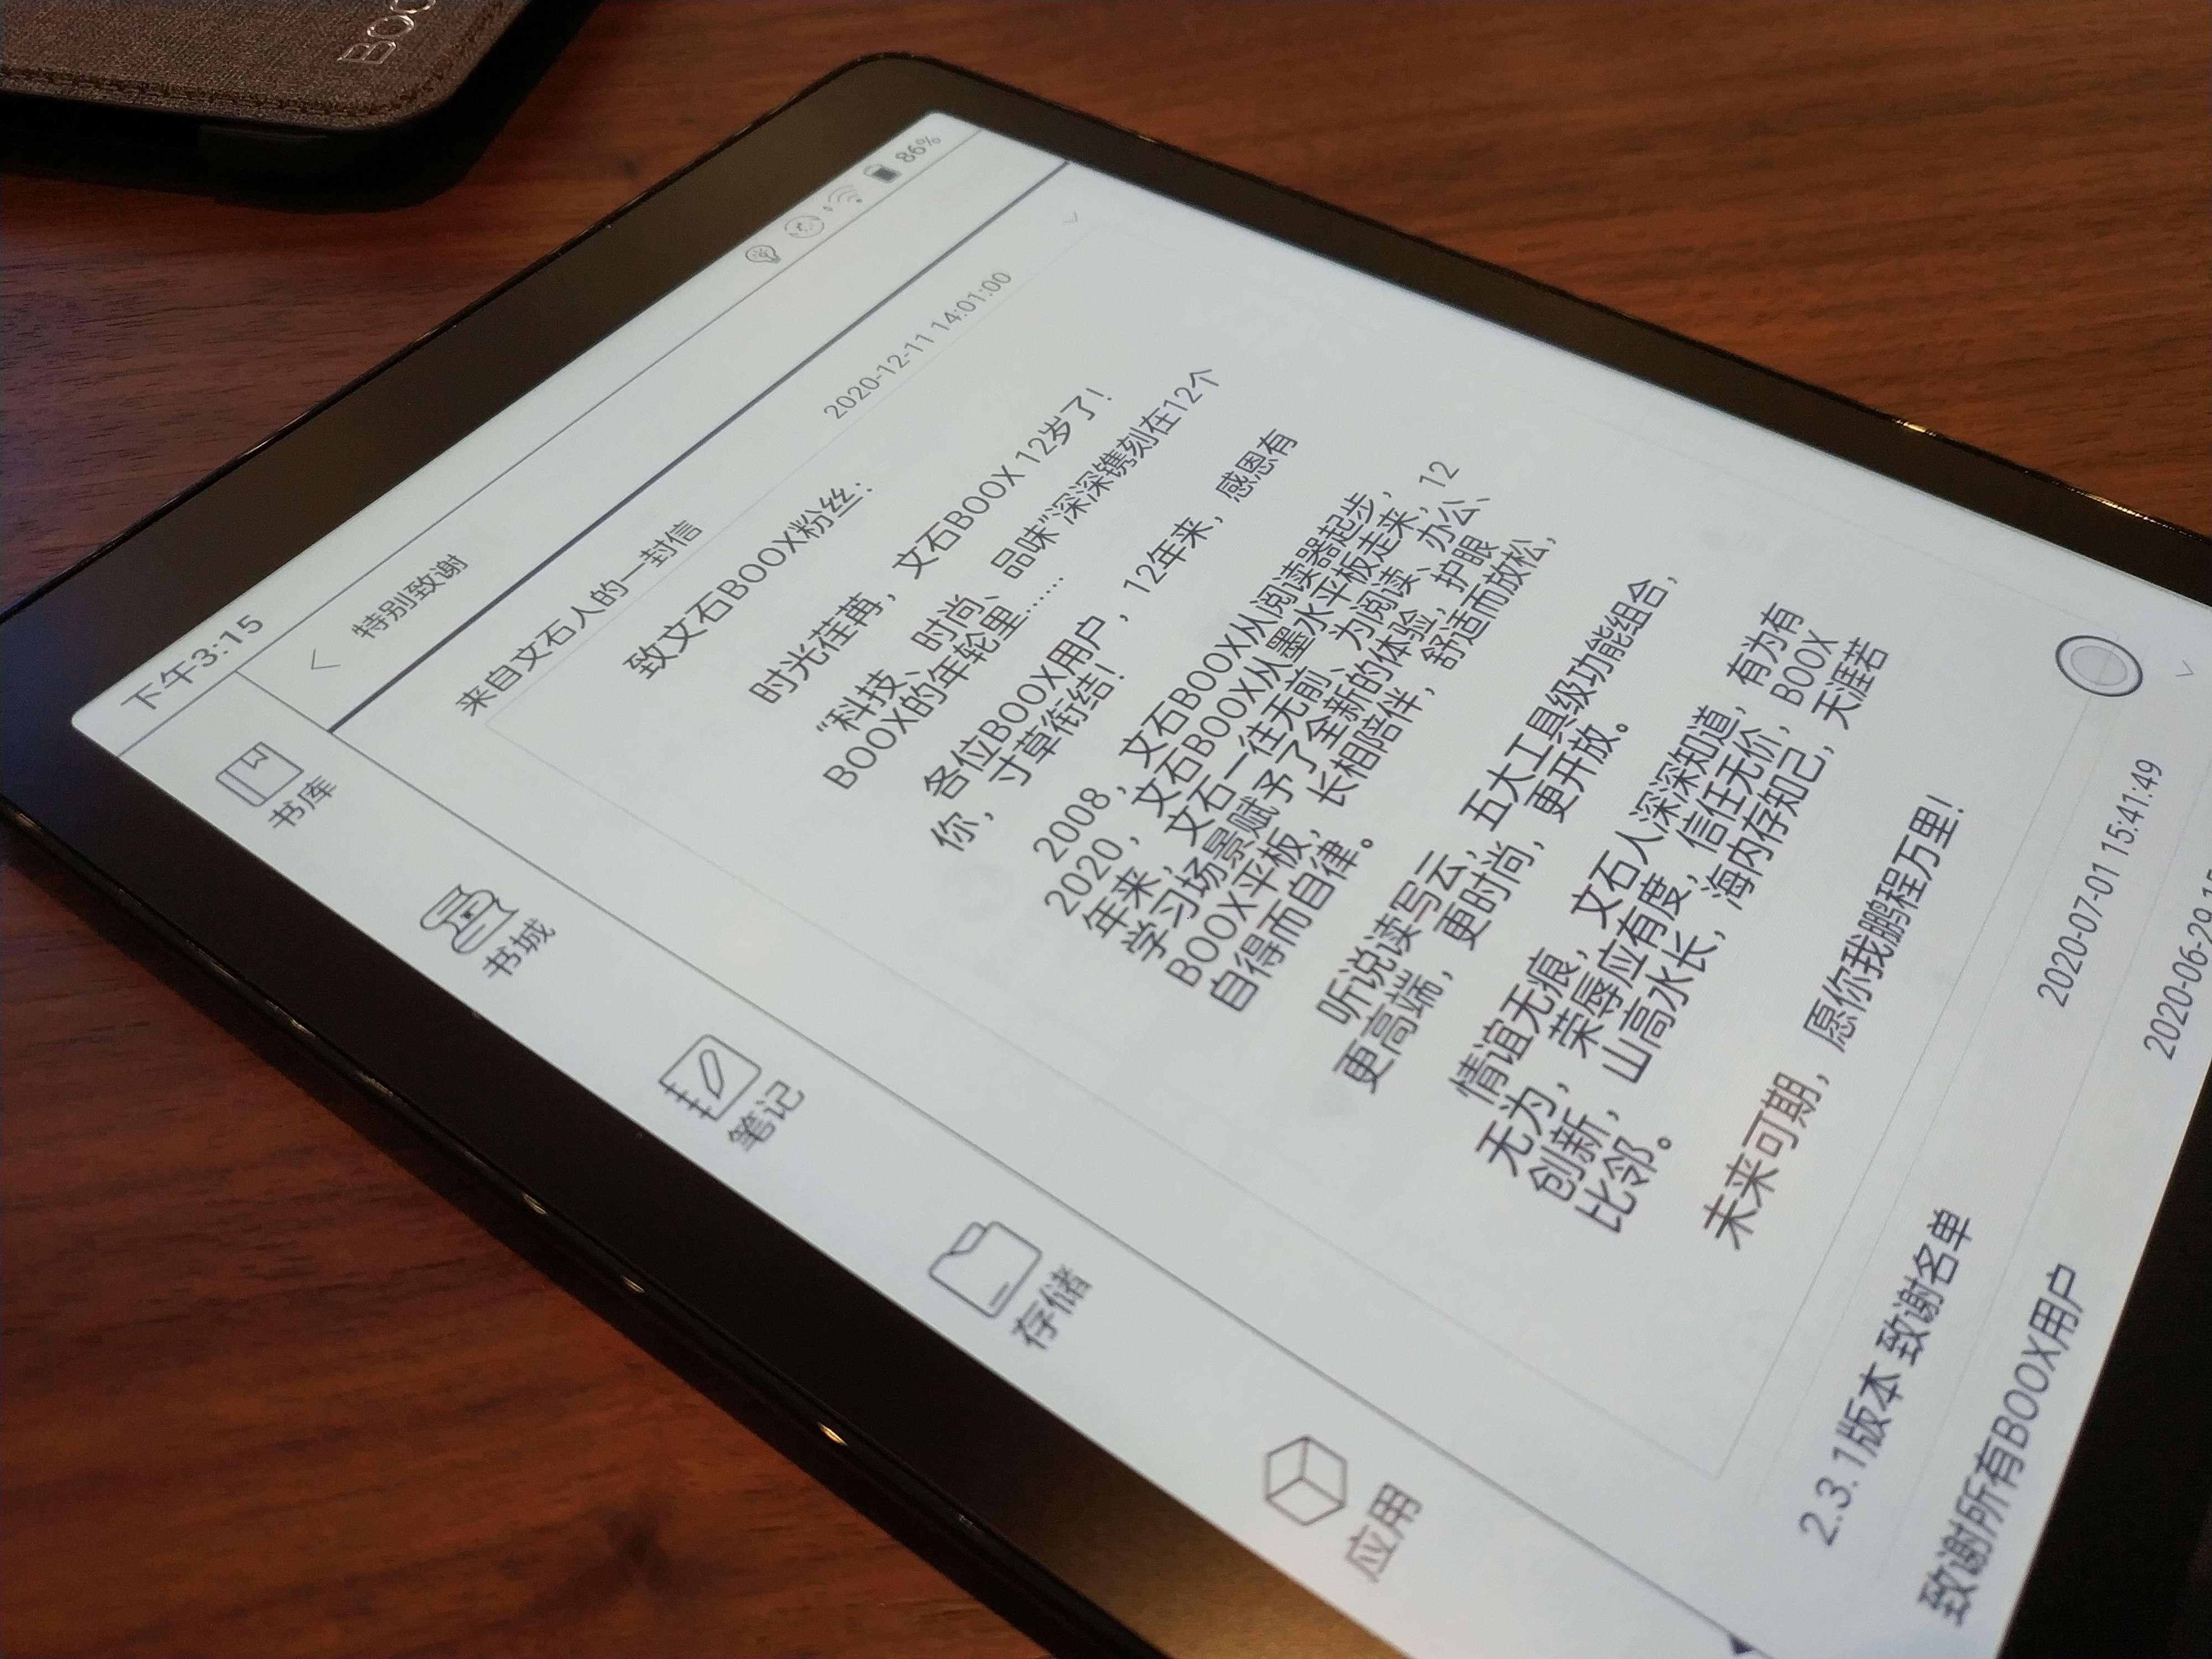 BOO
下午3:15
86%
特别致谢
书库
书城
笔记
存储
应用
来自文石人的一封信
2020-12-11 14:01:00
致文石BOOX粉丝：
时光荏苒，文石BOOX 12岁了！
“科技、时尚、品味”深深镌刻在12个
BOOX的年轮里……
各位BOOX用户，12年来，感恩有
你，寸草衔结！
2008，文石BOOX从阅读器起步，
2020，文石BOOX从墨水平板走来，12
年来，文石一往无前、为阅读、办公、
学习场景赋予了全新的体验，护眼
BOOX平板，长相陪伴，舒适而放松，
自得而自律。
听说读写云，五大工具级功能组合，
更高端，更时尚，更开放。
情谊无痕，文石人深深知道，有为有
无为，荣辱应有度，信任无价，BOOX
创新，山高水长，海内存知己，天涯若
比邻。
未来可期，愿你我鹏程万里！
2.3.1版本 致谢名单
2020-07-01 15:41:49
致谢所有BOOX用户
2020-06-29 15